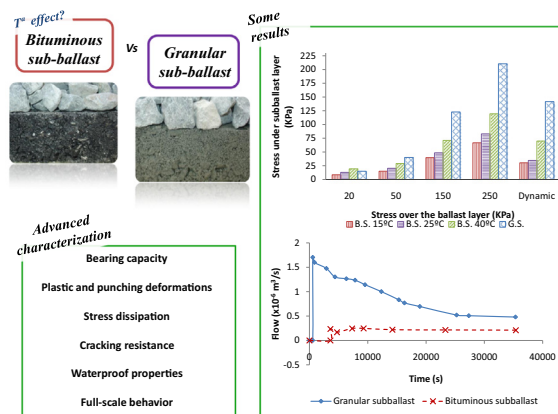 Tª effect?
Bituminous
sub-ballast
Vs
Granular
sub-ballast
Advanced
characterization
Bearing capacity
Plastic and punching deformations
Stress dissipation
Cracking resistance
Waterproof properties
Full-scale behavior
Some
results
Stress under subballast layer
(KPa)
225
200
175
150
125
100
75
50
25
0
20 50 150 250 Dynamic
Stress over the ballast layer (KPa)
B.S. 15ºC B.S. 25ºC B.S. 40ºC G.S.
Flow (x10⁻⁶ m³/s)
2
1.5
1
0.5
0
-0.5
0 10000 20000 30000 40000
Time (s)
Granular subballast Bituminous subballast